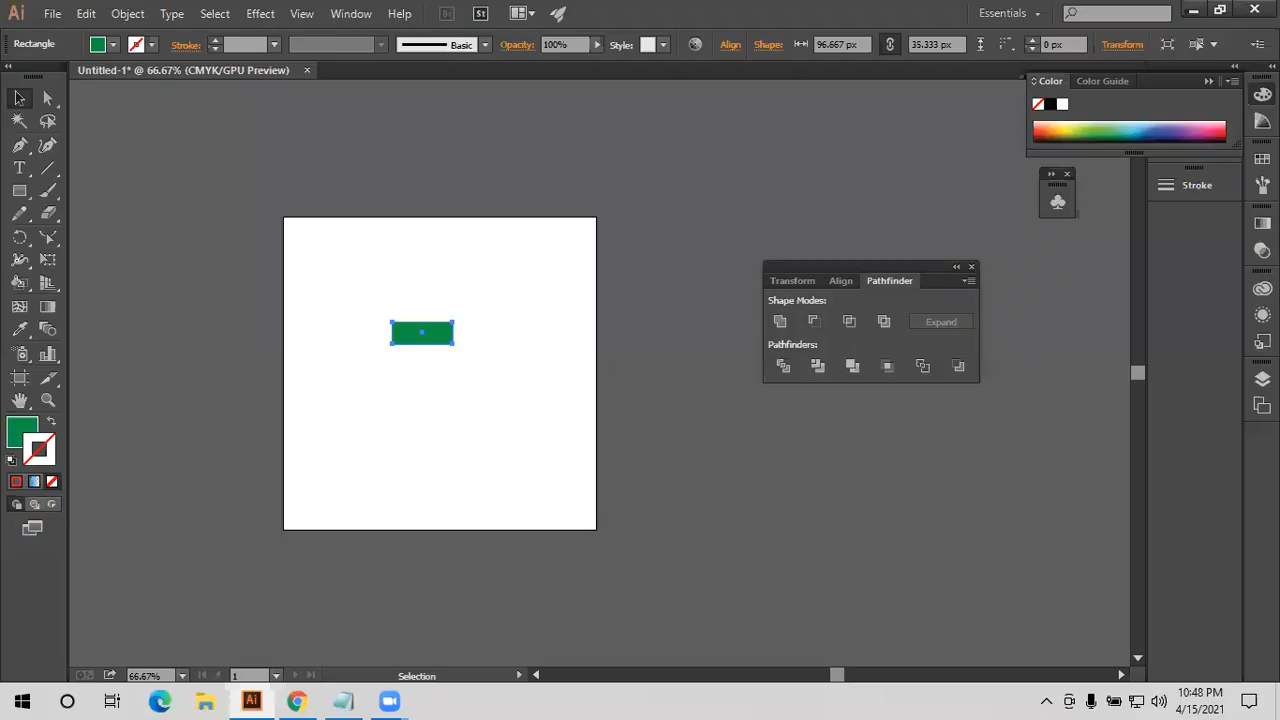 Ai File Edit Object Type Select Effect View Window Help Br St Essentials
Rectangle Stroke: Basic Opacity: 100% Style: Align Shape: 96.667 px 35.333 px 0 px Transform
Untitled-1* @ 66.67% (CMYK/GPU Preview)
Color Color Guide
T
Stroke
Transform Align Pathfinder
Shape Modes:
Expand
Pathfinders:
66.67% 1 Selection
Ai
10:48 PM
4/15/2021